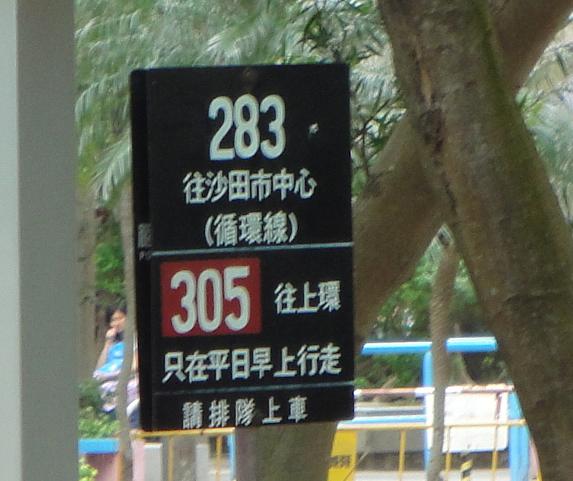 283
往沙田市中心
(循環線)
305 往上環
只在平日早上行走
請排隊上車